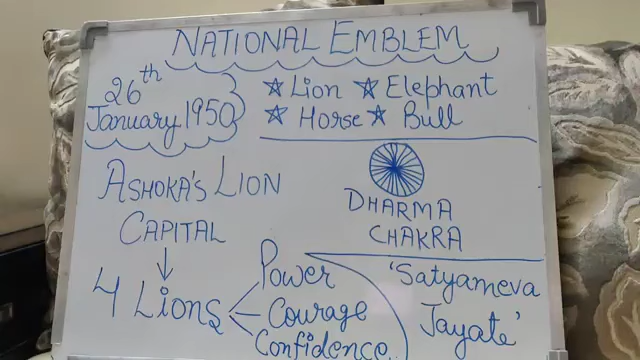 NATIONAL EMBLEM
26th
January 1950
Lion Elephant
Horse Bull
ASHOKA'S LION
CAPITAL
4 Lions
Power
Courage
Confidence
DHARMA
CHAKRA
'Satyameva
Jayate'